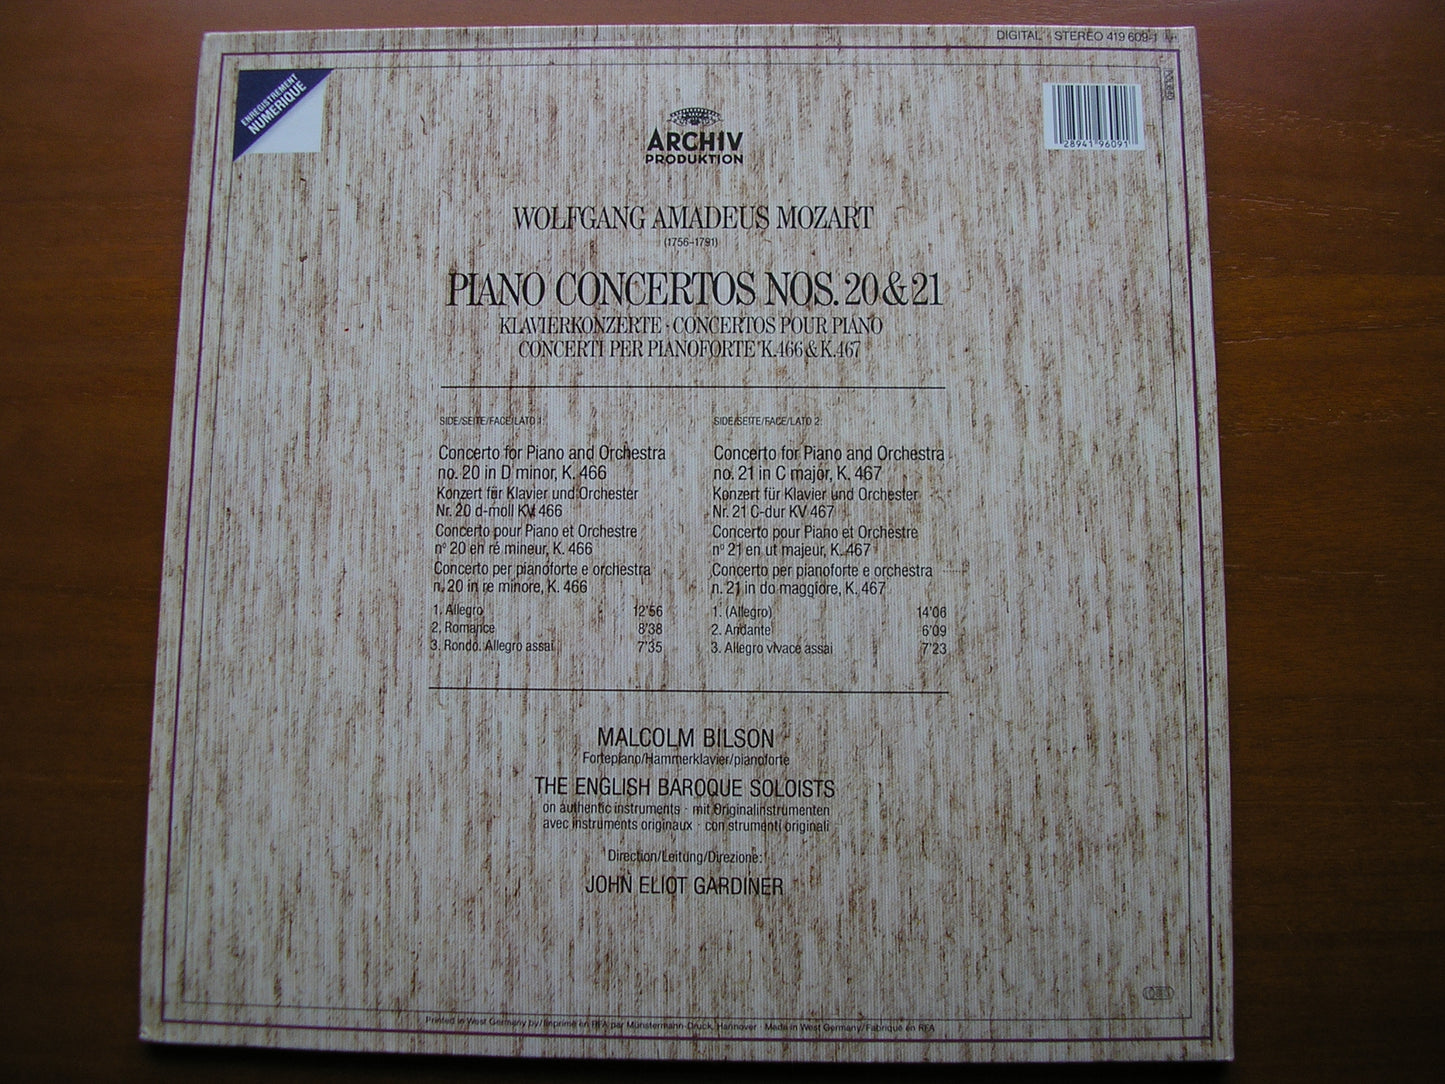 DIGITAL · STEREO 419 609-1
ENREGISTREMENT
NUMERIQUE
ARCHIV
PRODUKTION
28941 96091
WOLFGANG AMADEUS MOZART
(1756–1791)
PIANO CONCERTOS NOS. 20 & 21
KLAVIERKONZERTE · CONCERTOS POUR PIANO
CONCERTI PER PIANOFORTE K.466 & K.467
SIDE/SEITE/FACE/LATO 1:
Concerto for Piano and Orchestra
no. 20 in D minor, K. 466
Konzert für Klavier und Orchester
Nr. 20 d-moll KV 466
Concerto pour Piano et Orchestre
n° 20 en ré mineur, K. 466
Concerto per pianoforte e orchestra
n. 20 in re minore, K. 466
1. Allegro 12'56
2. Romance 8'38
3. Rondo. Allegro assai 7'35
SIDE/SEITE/FACE/LATO 2:
Concerto for Piano and Orchestra
no. 21 in C major, K. 467
Konzert für Klavier und Orchester
Nr. 21 C-dur KV 467
Concerto pour Piano et Orchestre
n° 21 en ut majeur, K. 467
Concerto per pianoforte e orchestra
n. 21 in do maggiore, K. 467
1. (Allegro) 14'06
2. Andante 6'09
3. Allegro vivace assai 7'23
MALCOLM BILSON
Fortepiano/Hammerklavier/pianoforte
THE ENGLISH BAROQUE SOLOISTS
on authentic instruments · mit Originalinstrumenten
avec instruments originaux · con strumenti originali
Direction/Leitung/Direzione:
JOHN ELIOT GARDINER
Printed in West Germany by/Imprimé en RFA par Münstermann-Druck, Hannover · Made in West Germany/Fabriqué en RFA